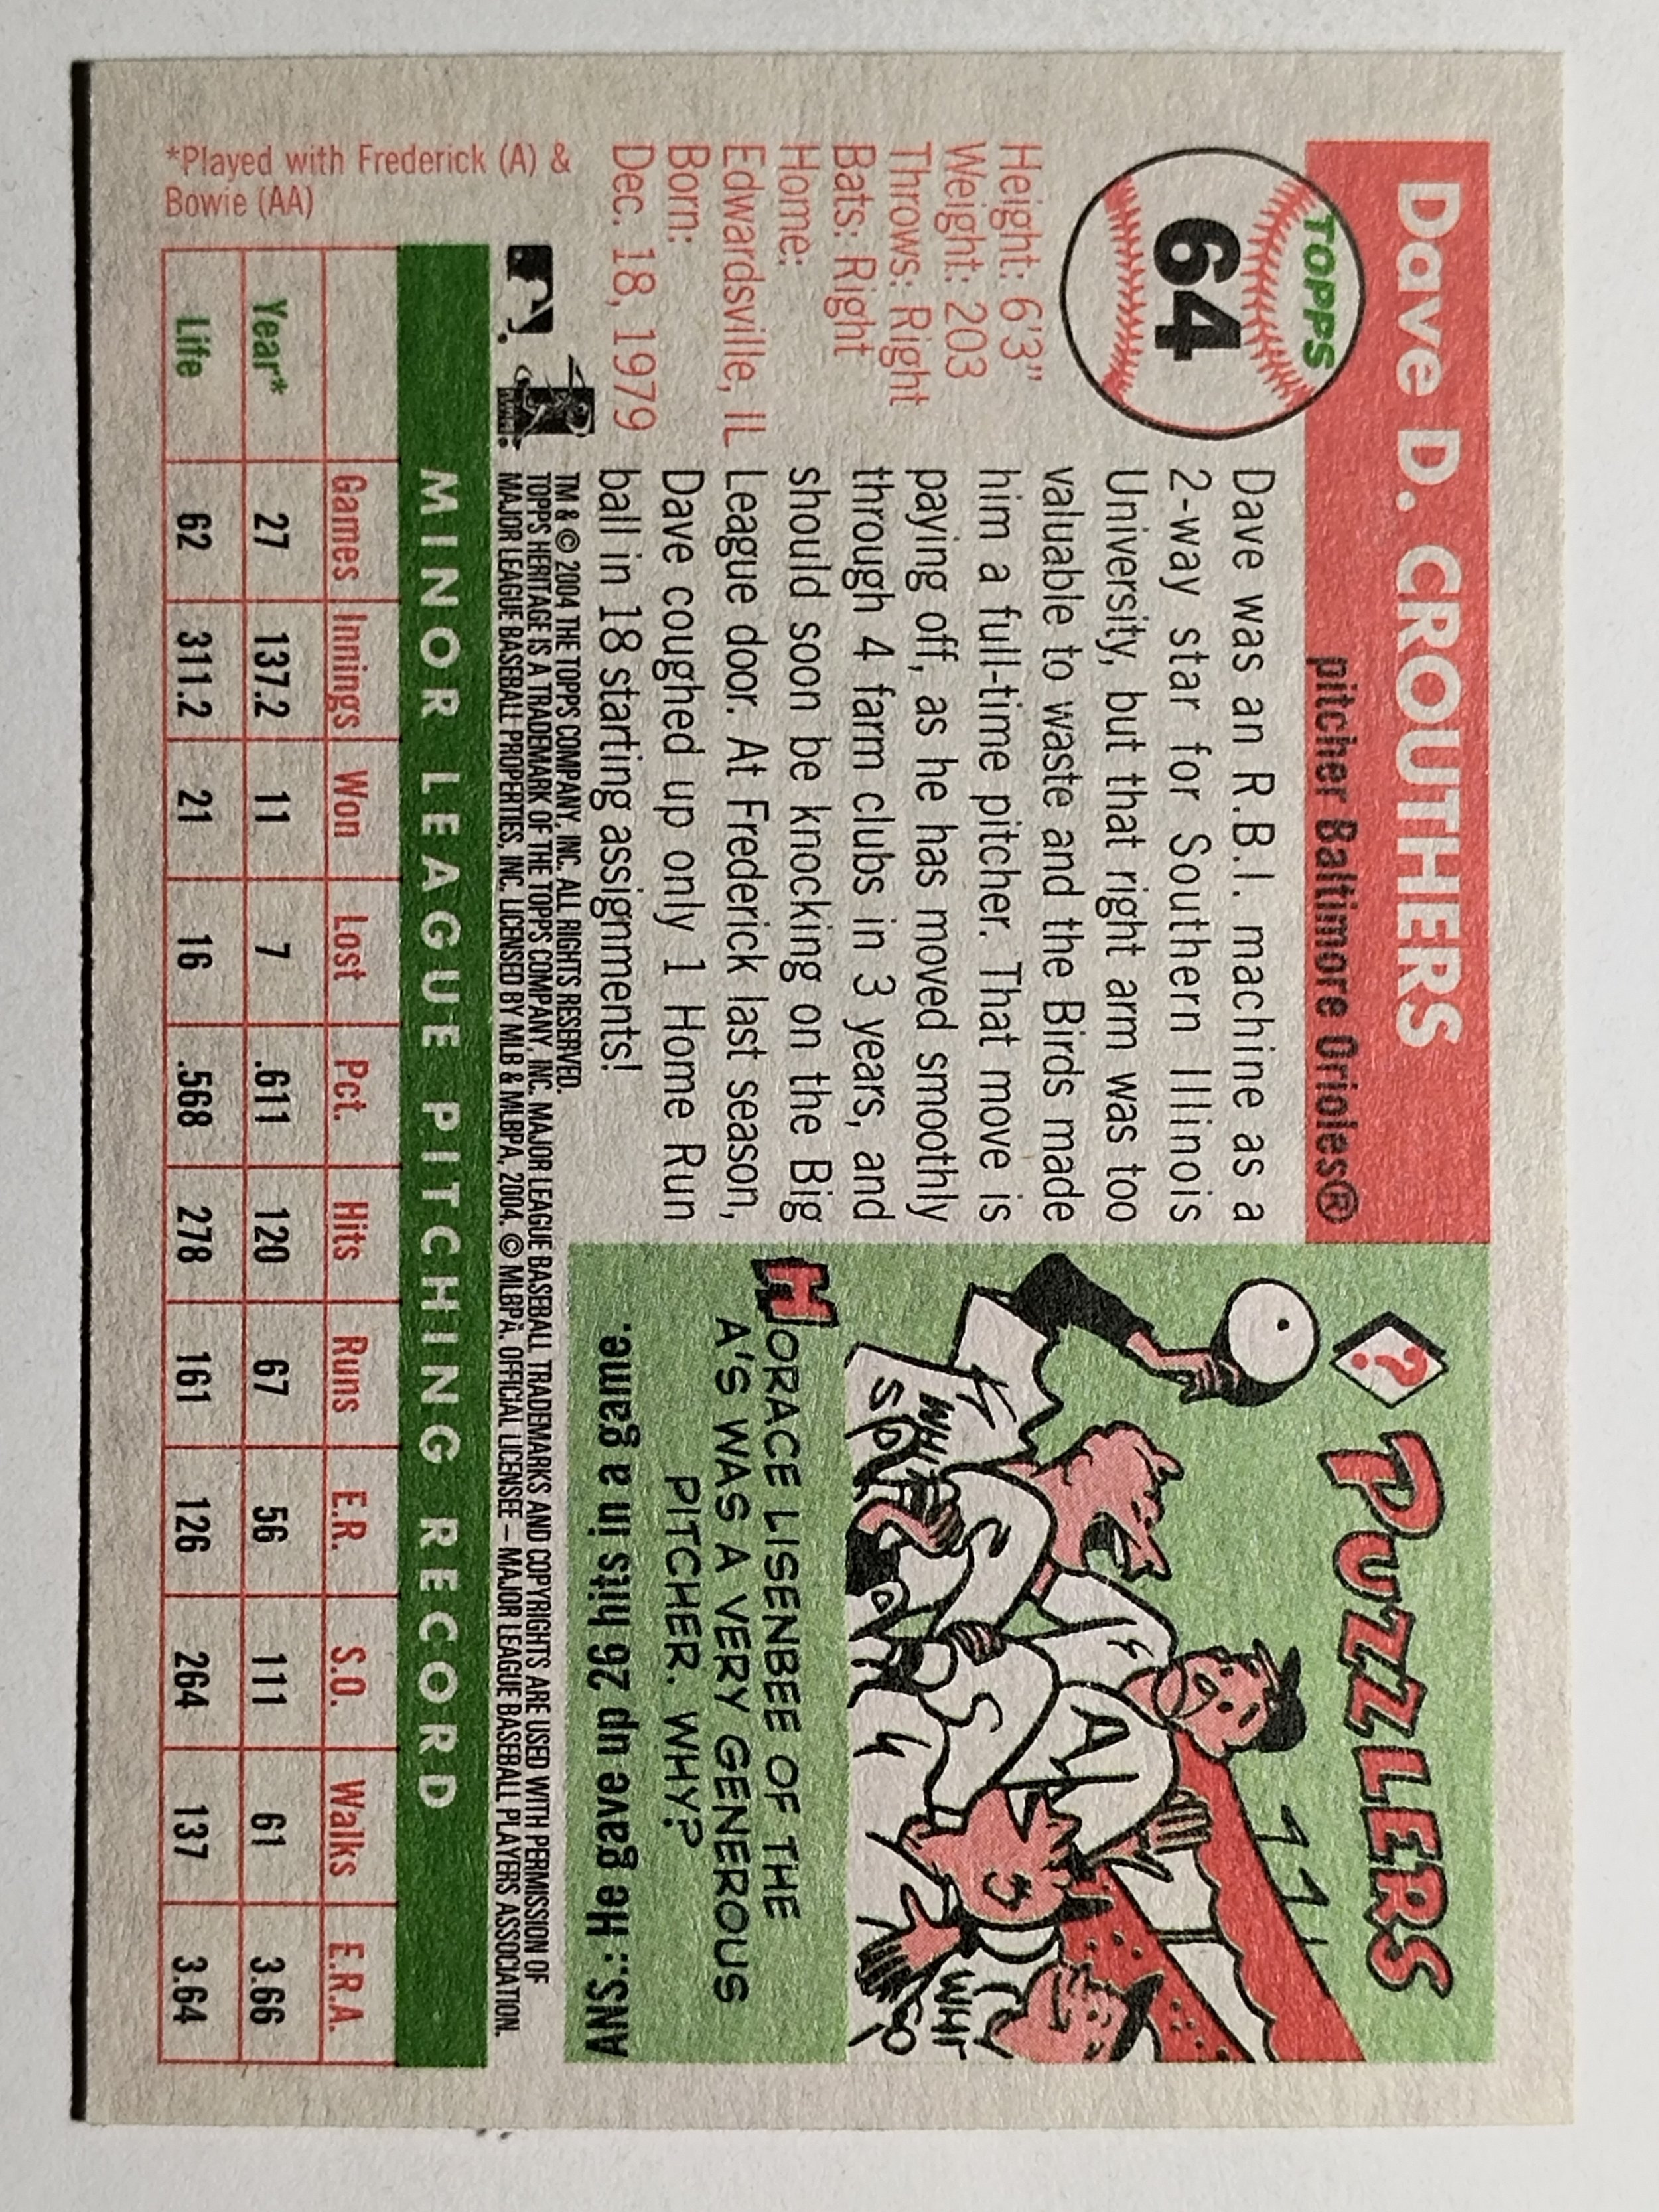 Dave D. CROUTHERS
pitcher Baltimore Orioles®
TOPPS
64
Height: 6'3"
Weight: 203
Throws: Right
Bats: Right
Home:
Edwardsville, IL
Born:
Dec. 18, 1979
Dave was an R.B.I. machine as a
2-way star for Southern Illinois
University, but that right arm was too
valuable to waste and the Birds made
him a full-time pitcher. That move is
paying off, as he has moved smoothly
through 4 farm clubs in 3 years, and
should soon be knocking on the Big
League door. At Frederick last season,
Dave coughed up only 1 Home Run
ball in 18 starting assignments!
? PUZZLERS
A
WHI
S
WHI
HORACE LISENBEE OF THE
A'S WAS A VERY GENEROUS
PITCHER. WHY?
ANS.: He gave up 26 hits in a game.
TM & © 2004 THE TOPPS COMPANY, INC. ALL RIGHTS RESERVED.
TOPPS HERITAGE IS A TRADEMARK OF THE TOPPS COMPANY, INC. MAJOR LEAGUE BASEBALL TRADEMARKS AND COPYRIGHTS ARE USED WITH PERMISSION OF
MAJOR LEAGUE BASEBALL PROPERTIES, INC. LICENSED BY MLB & MLBPA, 2004. © MLBPA. OFFICIAL LICENSEE – MAJOR LEAGUE BASEBALL PLAYERS ASSOCIATION.
*Played with Frederick (A) &
Bowie (AA)
MINOR LEAGUE PITCHING RECORD
Games Innings Won Lost Pct. Hits Runs E.R. S.O. Walks E.R.A.
Year* 27 137.2 11 7 .611 120 67 56 111 61 3.66
Life 62 311.2 21 16 .568 278 161 126 264 137 3.64